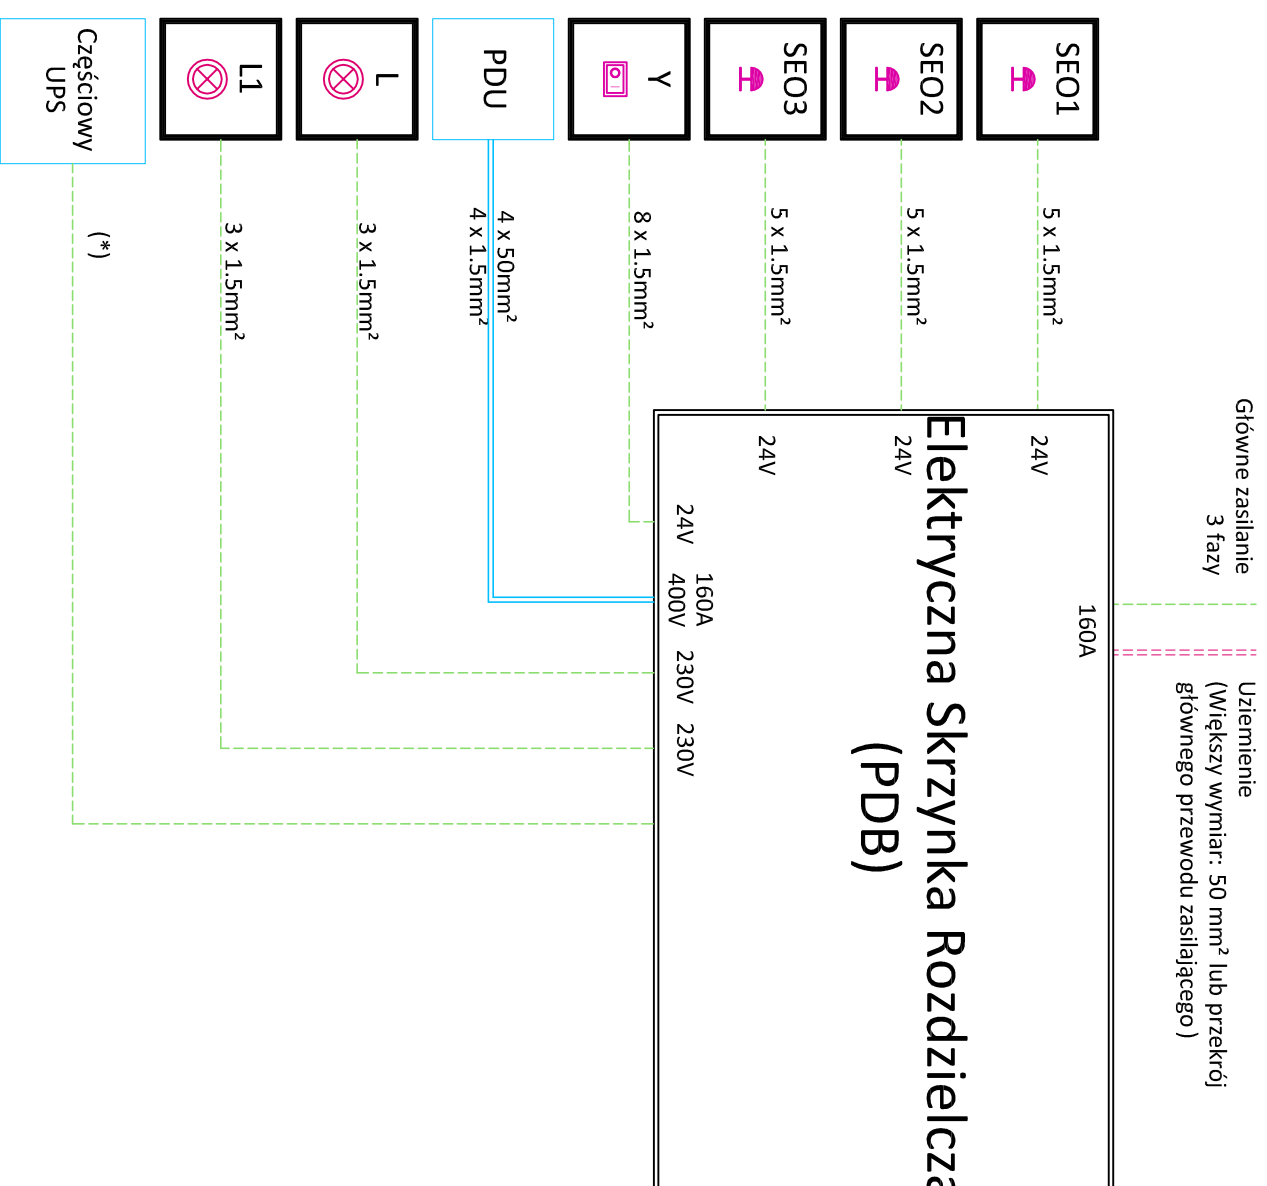 Główne zasilanie
3 fazy
Uziemienie
(Większy wymiar: 50 mm² lub przekrój
głównego przewodu zasilającego)
160A
SEO1
5 x 1.5mm²
24V
SEO2
5 x 1.5mm²
24V
SEO3
5 x 1.5mm²
24V
Elektryczna Skrzynka Rozdzielcza
(PDB)
Y
8 x 1.5mm²
24V
PDU
4 x 50mm²
4 x 1.5mm²
160A
400V
L
3 x 1.5mm²
230V
L1
3 x 1.5mm²
230V
Częściowy
UPS
(*)